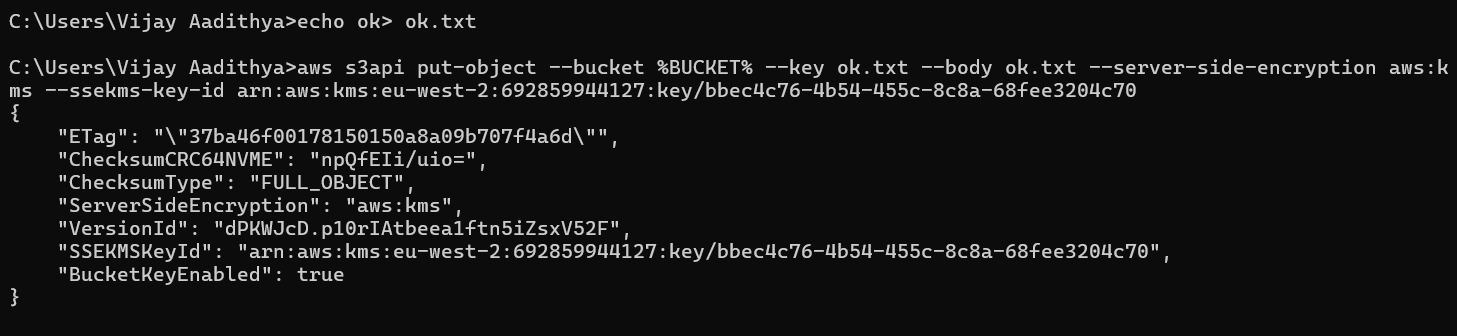 C:\Users\Vijay Aadithya>echo ok> ok.txt
C:\Users\Vijay Aadithya>aws s3api put-object --bucket %BUCKET% --key ok.txt --body ok.txt --server-side-encryption aws:k
ms --ssekms-key-id arn:aws:kms:eu-west-2:692859944127:key/bbec4c76-4b54-455c-8c8a-68fee3204c70
{
    "ETag": "\"37ba46f00178150150a8a09b707f4a6d\"",
    "ChecksumCRC64NVME": "npQfEIi/uio=",
    "ChecksumType": "FULL_OBJECT",
    "ServerSideEncryption": "aws:kms",
    "VersionId": "dPKWJcD.p10rIAtbeea1ftn5iZsxV52F",
    "SSEKMSKeyId": "arn:aws:kms:eu-west-2:692859944127:key/bbec4c76-4b54-455c-8c8a-68fee3204c70",
    "BucketKeyEnabled": true
}